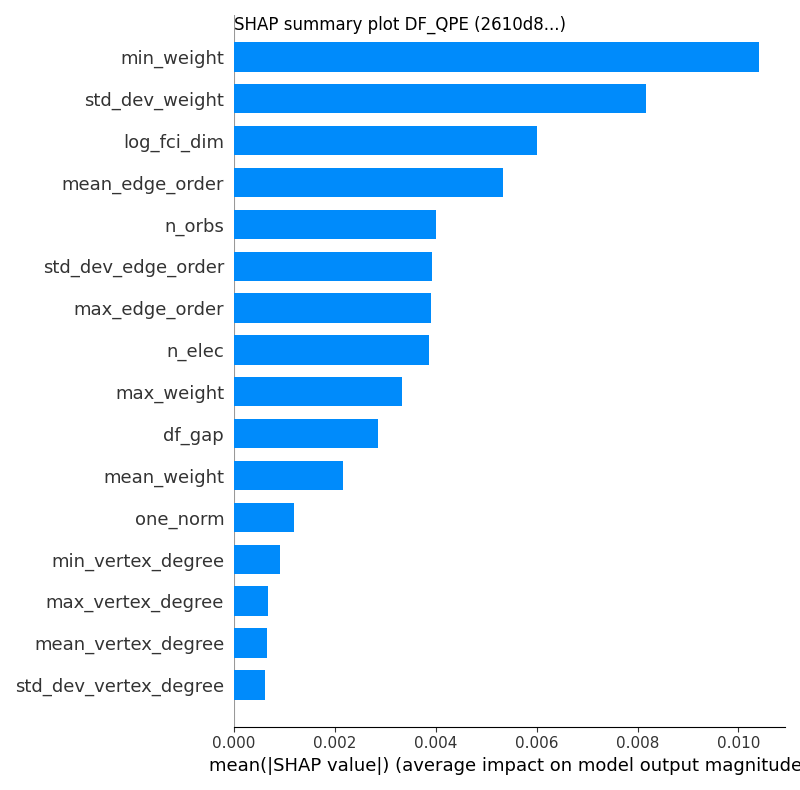 SHAP summary plot DF_QPE (2610d8...)
min_weight
std_dev_weight
log_fci_dim
mean_edge_order
n_orbs
std_dev_edge_order
max_edge_order
n_elec
max_weight
df_gap
mean_weight
one_norm
min_vertex_degree
max_vertex_degree
mean_vertex_degree
std_dev_vertex_degree
0.000 0.002 0.004 0.006 0.008 0.010
mean(|SHAP value|) (average impact on model output magnitude